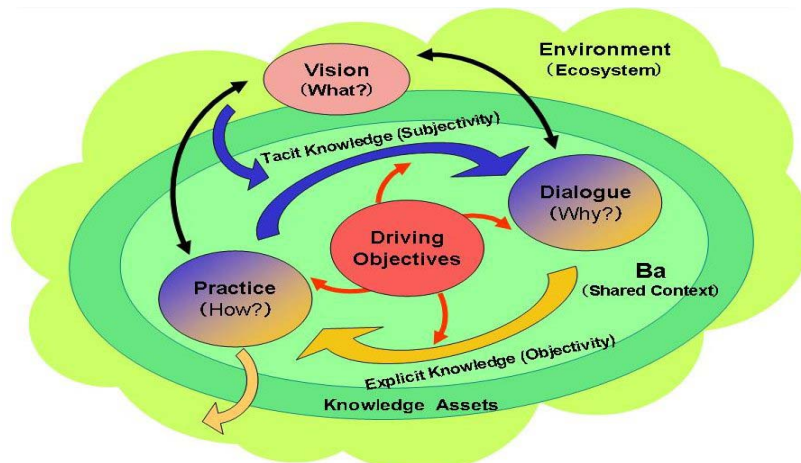 Environment
(Ecosystem)
Vision
(What?)
Tacit Knowledge (Subjectivity)
Dialogue
(Why?)
Driving
Objectives
Ba
(Shared Context)
Practice
(How?)
Explicit Knowledge (Objectivity)
Knowledge Assets